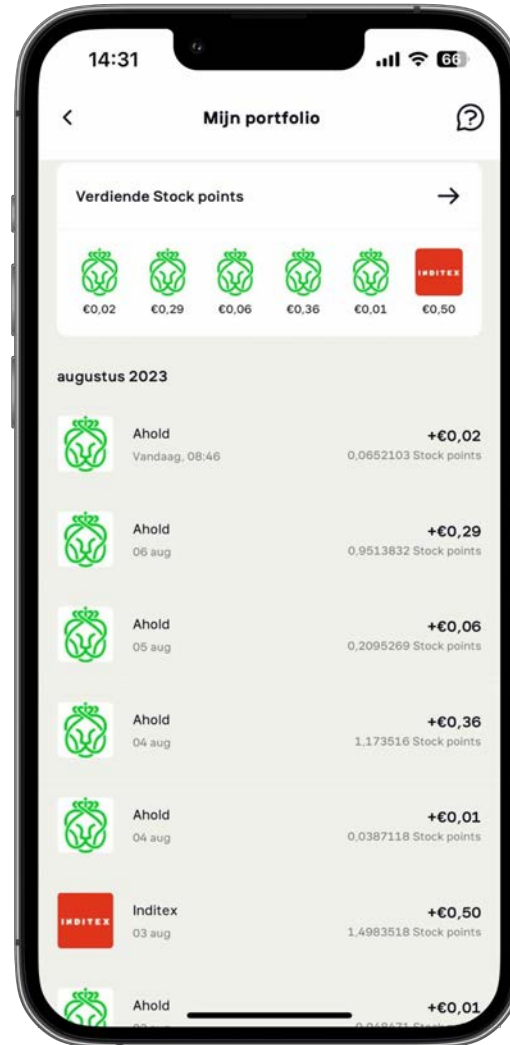 14:31
66
Mijn portfolio
Verdiende Stock points
INDITEX
€0,02 €0,29 €0,06 €0,36 €0,01 €0,50
augustus 2023
Ahold +€0,02
Vandaag, 08:46 0,0652103 Stock points
Ahold +€0,29
06 aug 0,9513832 Stock points
Ahold +€0,06
05 aug 0,2095269 Stock points
Ahold +€0,36
04 aug 1,173516 Stock points
Ahold +€0,01
04 aug 0,0387118 Stock points
INDITEX
Inditex +€0,50
03 aug 1,4983518 Stock points
Ahold +€0,01